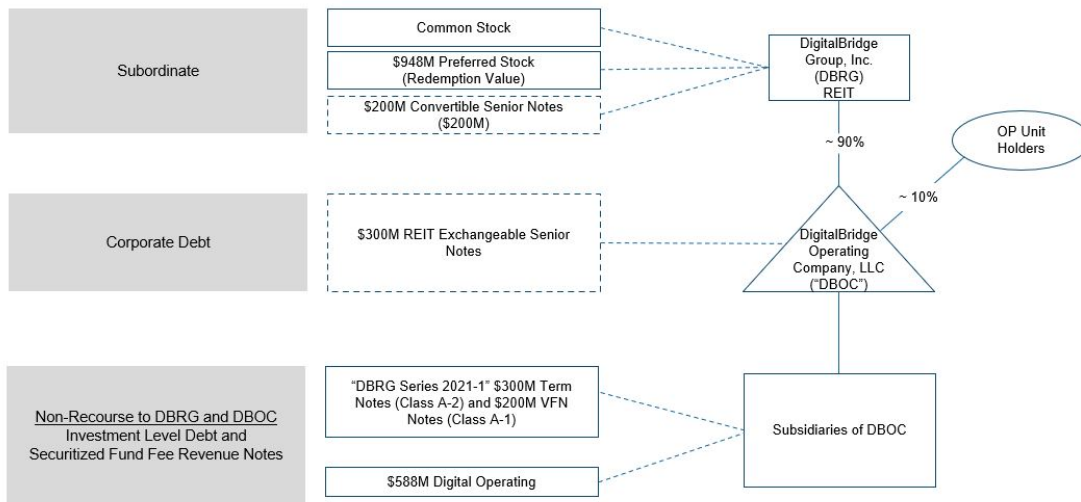 Subordinate
Common Stock
$948M Preferred Stock
(Redemption Value)
$200M Convertible Senior Notes
($200M)
DigitalBridge
Group, Inc.
(DBRG)
REIT
~ 90%
OP Unit
Holders
~ 10%
Corporate Debt
$300M REIT Exchangeable Senior
Notes
DigitalBridge
Operating
Company, LLC
("DBOC")
Non-Recourse to DBRG and DBOC
Investment Level Debt and
Securitized Fund Fee Revenue Notes
“DBRG Series 2021-1” $300M Term
Notes (Class A-2) and $200M VFN
Notes (Class A-1)
$588M Digital Operating
Subsidiaries of DBOC